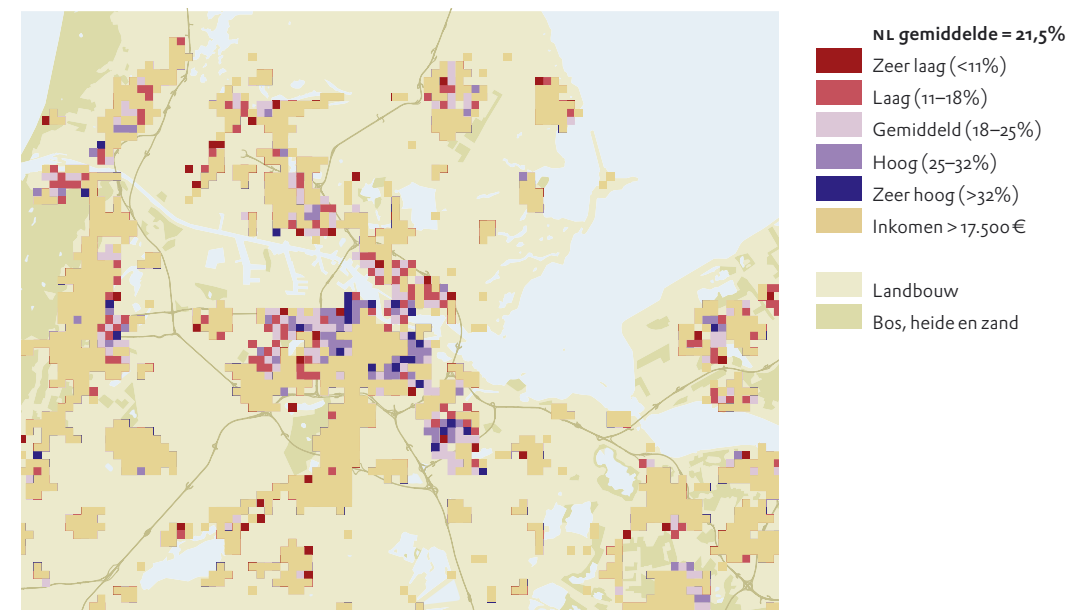 NL gemiddelde = 21,5%
Zeer laag (<11%)
Laag (11–18%)
Gemiddeld (18–25%)
Hoog (25–32%)
Zeer hoog (>32%)
Inkomen > 17.500 €
Landbouw
Bos, heide en zand